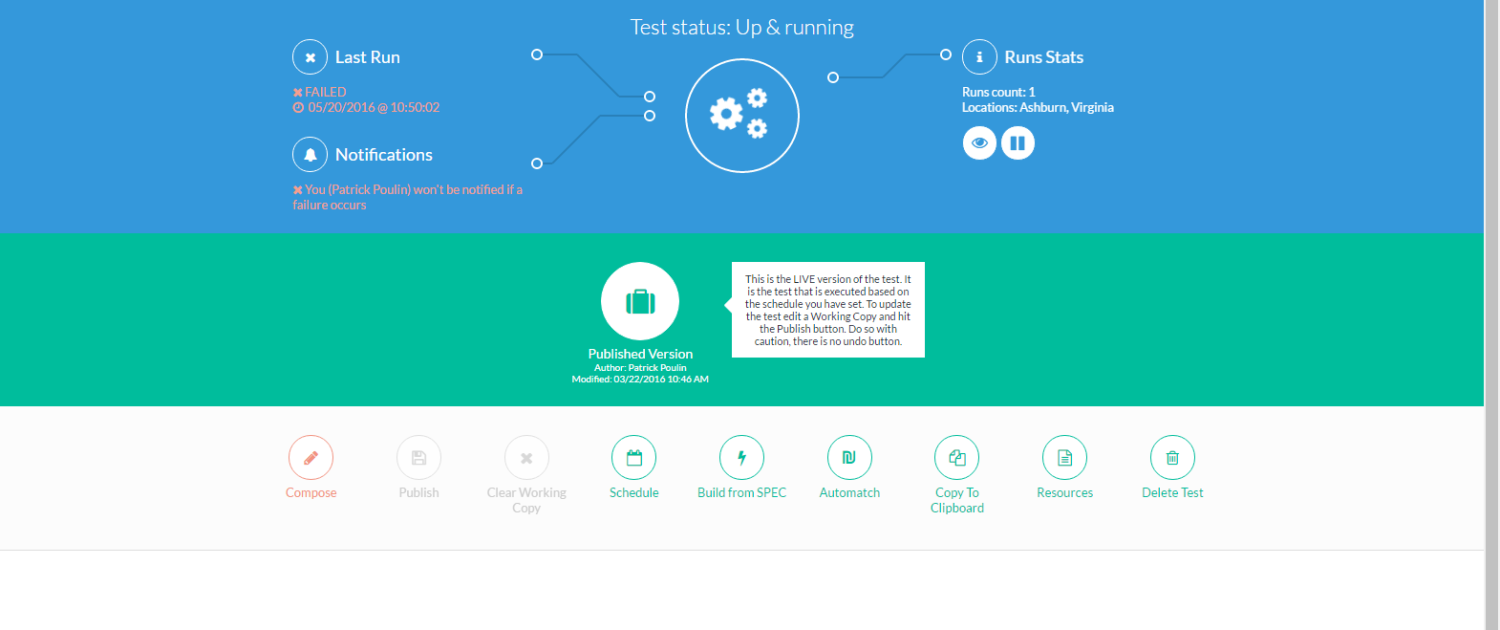 Test status: Up & running
Last Run
FAILED
05/20/2016 @ 10:50:02
Notifications
You (Patrick Poulin) won't be notified if a
failure occurs
Runs Stats
Runs count: 1
Locations: Ashburn, Virginia
Published Version
Author: Patrick Poulin
Modified: 03/22/2016 10:46 AM
This is the LIVE version of the test. It
is the test that is executed based on
the schedule you have set. To update
the test edit a Working Copy and hit
the Publish button. Do so with
caution, there is no undo button.
Compose
Publish
Clear Working
Copy
Schedule
Build from SPEC
Automatch
Copy To
Clipboard
Resources
Delete Test